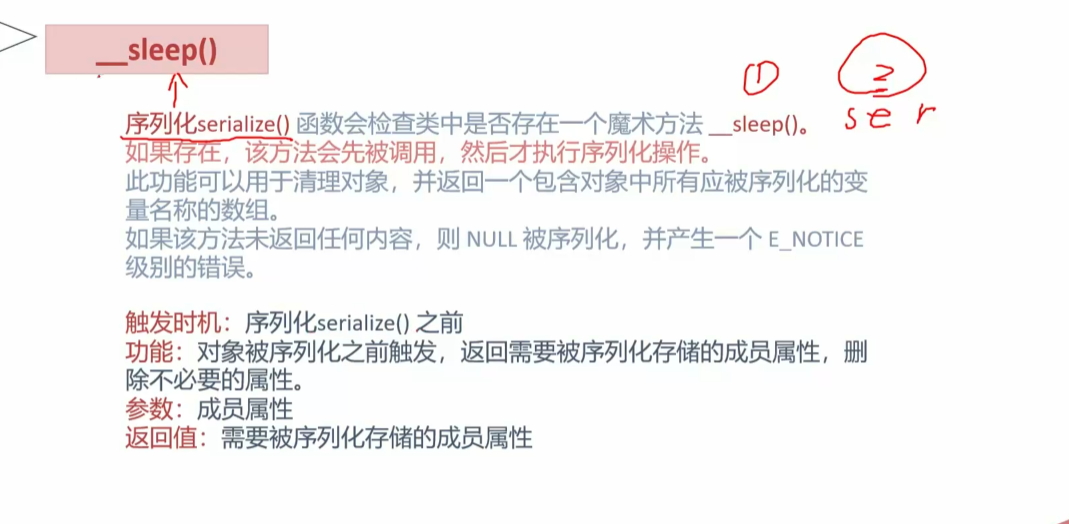 __sleep()
① 2
ser
序列化serialize() 函数会检查类中是否存在一个魔术方法 __sleep()。
如果存在，该方法会先被调用，然后才执行序列化操作。
此功能可以用于清理对象，并返回一个包含对象中所有应被序列化的变
量名称的数组。
如果该方法未返回任何内容，则 NULL 被序列化，并产生一个 E_NOTICE
级别的错误。
触发时机：序列化serialize() 之前
功能：对象被序列化之前触发，返回需要被序列化存储的成员属性，删
除不必要的属性。
参数：成员属性
返回值：需要被序列化存储的成员属性